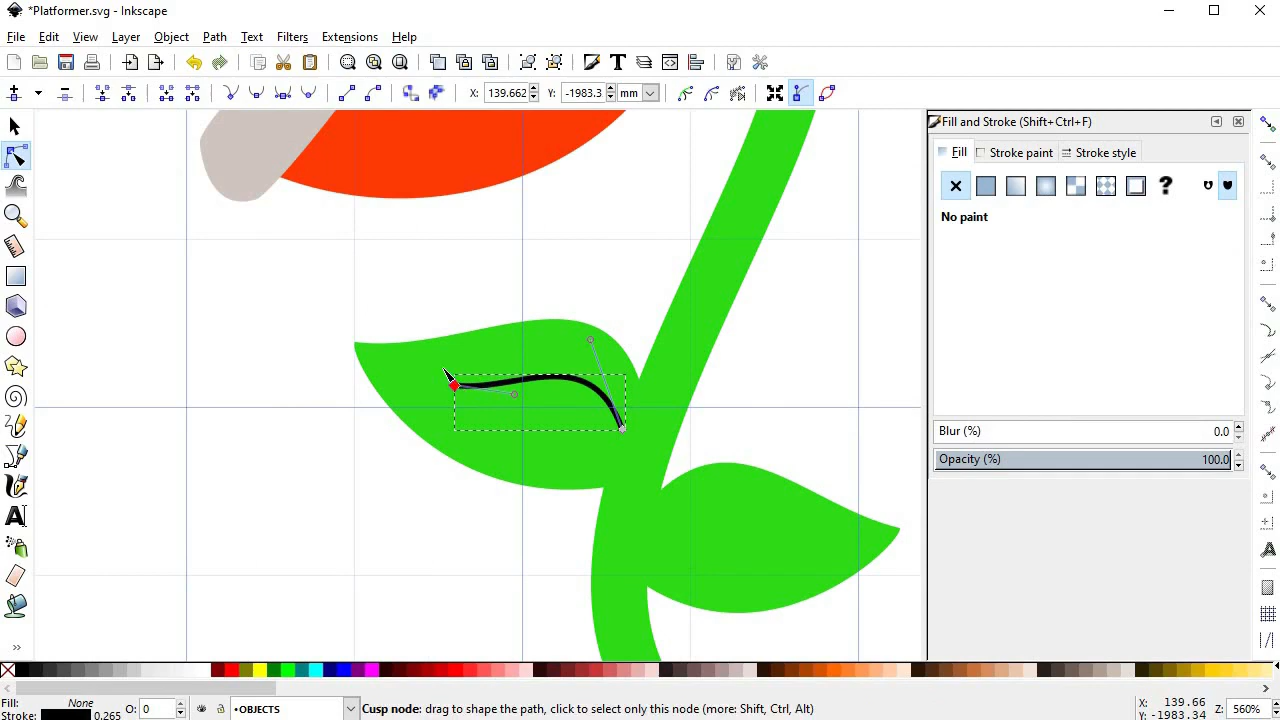 *Platformer.svg - Inkscape
File Edit View Layer Object Path Text Filters Extensions Help
X: 139.662 Y: -1983.3 mm
Fill and Stroke (Shift+Ctrl+F)
Fill Stroke paint Stroke style
No paint
Blur (%) 0.0
Opacity (%) 100.0
Fill: None
Stroke: 0.265
O: 0
•OBJECTS
Cusp node: drag to shape the path, click to select only this node (more: Shift, Ctrl, Alt)
X: 139.66
Y: -1983.34
Z: 560%